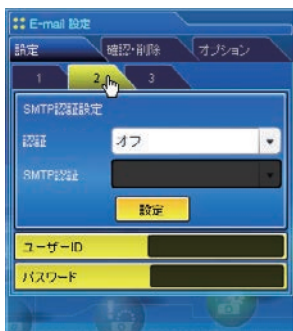 E-mail 設定
設定 確認・削除 オプション
1 2 3
SMTP認証設定
認証 オフ
SMTP認証
設定
ユーザーID
パスワード